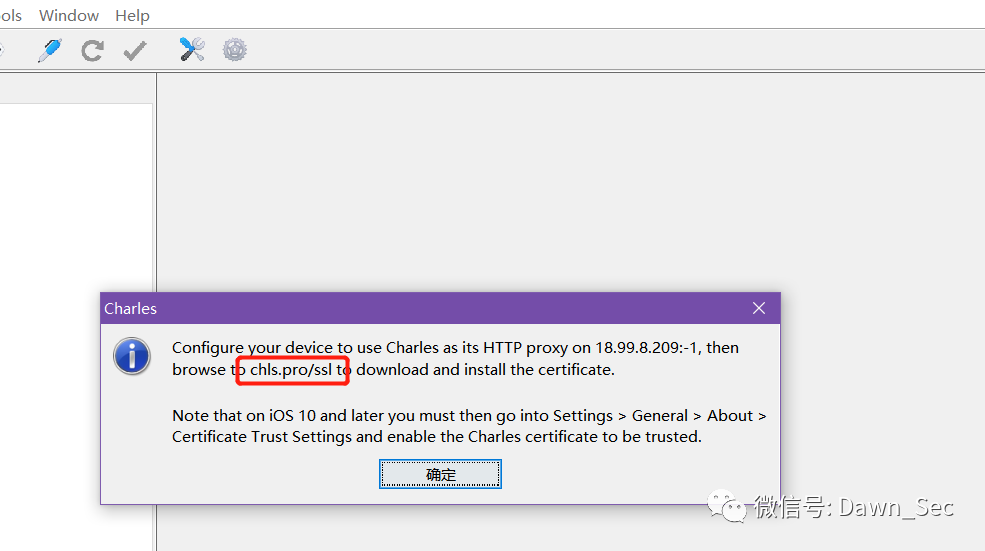 ols Window Help
Charles
Configure your device to use Charles as its HTTP proxy on 18.99.8.209:-1, then
browse to chls.pro/ssl to download and install the certificate.
Note that on iOS 10 and later you must then go into Settings > General > About >
Certificate Trust Settings and enable the Charles certificate to be trusted.
确定
微信号: Dawn_Sec